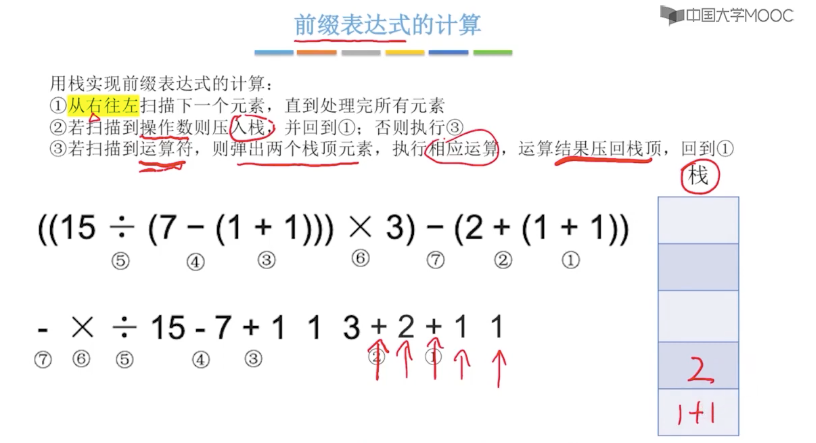 中国大学MOOC
前缀表达式的计算
用栈实现前缀表达式的计算：
①从右往左扫描下一个元素，直到处理完所有元素
②若扫描到操作数则压入栈，并回到①；否则执行③
③若扫描到运算符，则弹出两个栈顶元素，执行相应运算，运算结果压回栈顶，回到①
栈
((15 ÷ (7 − (1 + 1))) × 3) − (2 + (1 + 1))
⑤ ④ ③ ⑥ ⑦ ② ①
- × ÷ 15 - 7 + 1 1 3 + 2 + 1 1
⑦ ⑥ ⑤ ④ ③ ② ①
2
1+1